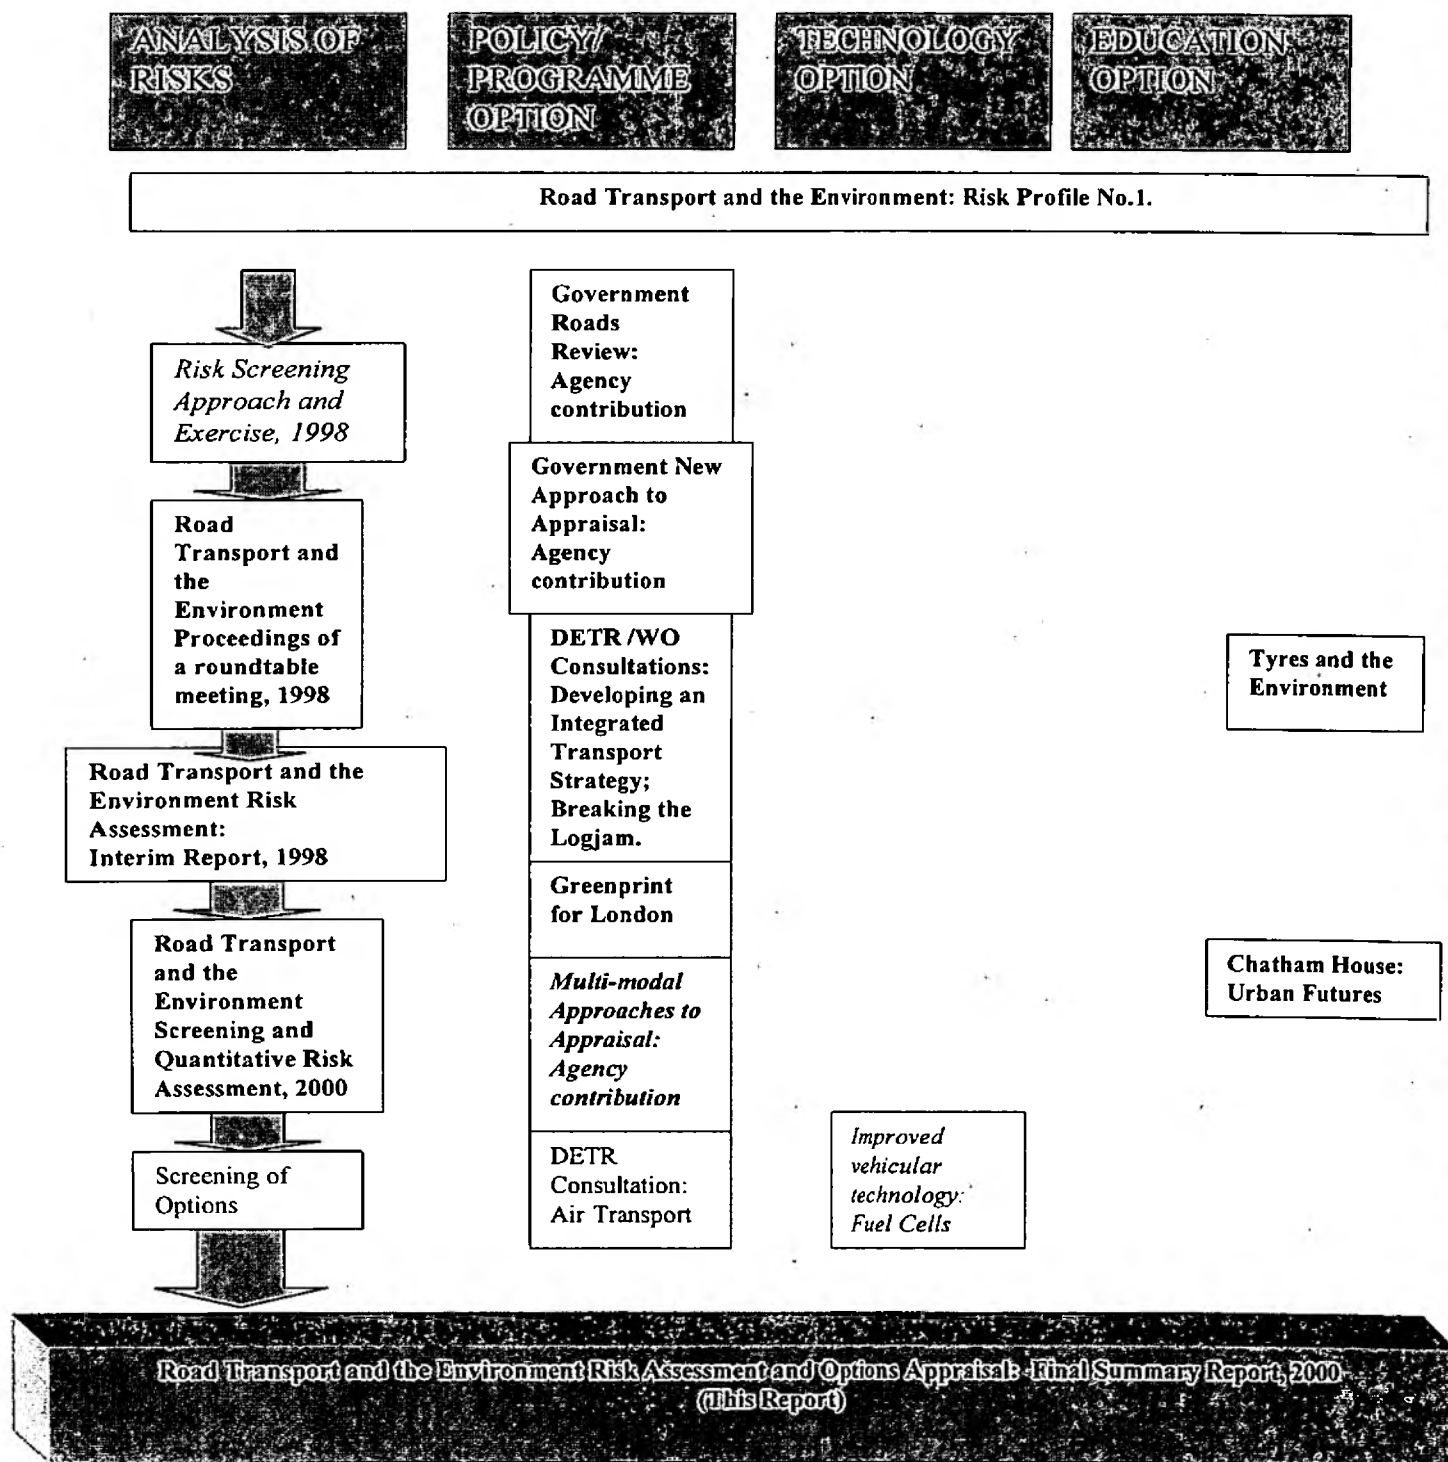 ANALYSIS OF
RISKS
POLICY/
PROGRAMME
OPTION
TECHNOLOGY
OPTION
EDUCATION
OPTION
Road Transport and the Environment: Risk Profile No.1.
Risk Screening
Approach and
Exercise, 1998
Road
Transport and
the
Environment
Proceedings of
a roundtable
meeting, 1998
Road Transport and the
Environment Risk
Assessment:
Interim Report, 1998
Road Transport
and the
Environment
Screening and
Quantitative Risk
Assessment, 2000
Screening of
Options
Government
Roads
Review:
Agency
contribution
Government New
Approach to
Appraisal:
Agency
contribution
DETR /WO
Consultations:
Developing an
Integrated
Transport
Strategy;
Breaking the
Logjam.
Greenprint
for London
Multi-modal
Approaches to
Appraisal:
Agency
contribution
DETR
Consultation:
Air Transport
Improved
vehicular
technology:
Fuel Cells
Tyres and the
Environment
Chatham House:
Urban Futures
Road Transport and the Environment Risk Assessment and Options Appraisal: Final Summary Report, 2000
(This Report)